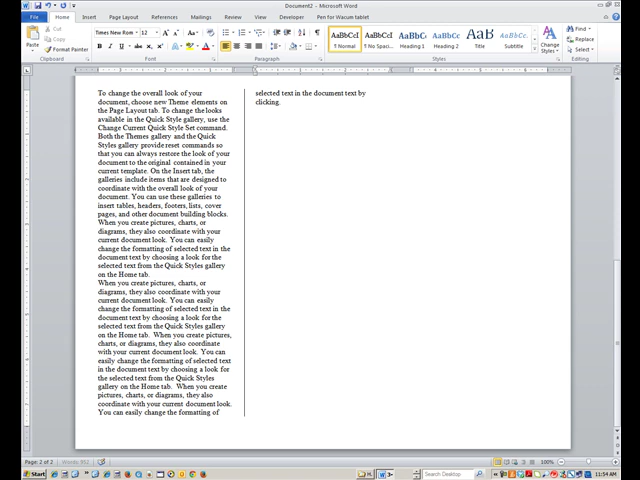 Document2 - Microsoft Word
File Home Insert Page Layout References Mailings Review View Developer Pen for Wacum tablet
Paste
Cut
Copy
Format Painter
Times New Rom 12
Clipboard Font Paragraph Styles Editing
AaBbCcI AaBbCcI AaBbCc AaBbCc AaB AaBbCc
¶ Normal ¶ No Spaci... Heading 1 Heading 2 Title Subtitle
Change Styles
Find
Replace
Select
To change the overall look of your
document, choose new Theme elements on
the Page Layout tab. To change the looks
available in the Quick Style gallery, use the
Change Current Quick Style Set command.
Both the Themes gallery and the Quick
Styles gallery provide reset commands so
that you can always restore the look of your
document to the original contained in your
current template. On the Insert tab, the
galleries include items that are designed to
coordinate with the overall look of your
document. You can use these galleries to
insert tables, headers, footers, lists, cover
pages, and other document building blocks.
When you create pictures, charts, or
diagrams, they also coordinate with your
current document look. You can easily
change the formatting of selected text in the
document text by choosing a look for the
selected text from the Quick Styles gallery
on the Home tab.
When you create pictures, charts, or
diagrams, they also coordinate with your
current document look. You can easily
change the formatting of selected text in the
document text by choosing a look for the
selected text from the Quick Styles gallery
on the Home tab. When you create pictures,
charts, or diagrams, they also coordinate
with your current document look. You can
easily change the formatting of selected text
in the document text by choosing a look for
the selected text from the Quick Styles
gallery on the Home tab. When you create
pictures, charts, or diagrams, they also
coordinate with your current document look.
You can easily change the formatting of
selected text in the document text by
clicking.
Page: 2 of 2 Words: 952
100%
Start
Search Desktop
11:54 AM